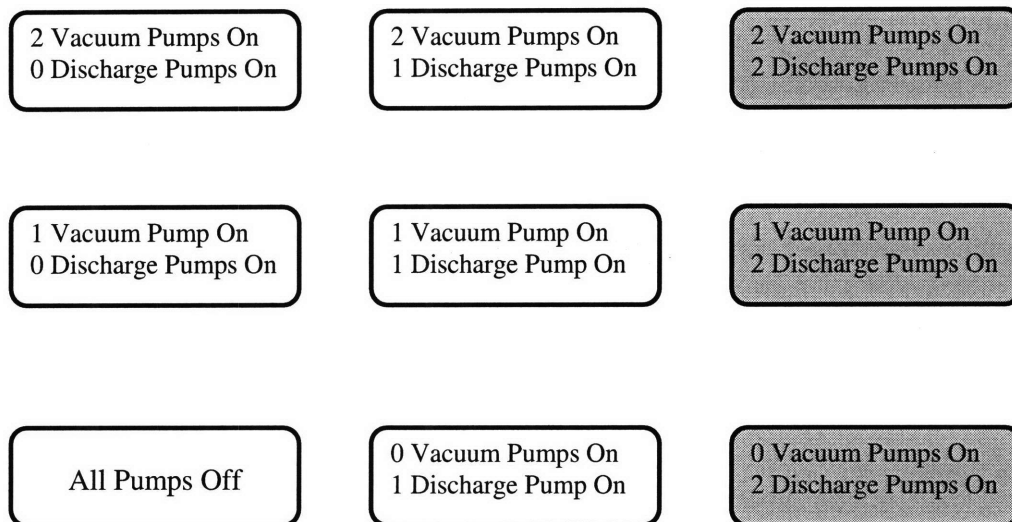 2 Vacuum Pumps On
0 Discharge Pumps On
2 Vacuum Pumps On
1 Discharge Pumps On
2 Vacuum Pumps On
2 Discharge Pumps On
1 Vacuum Pump On
0 Discharge Pumps On
1 Vacuum Pump On
1 Discharge Pump On
1 Vacuum Pump On
2 Discharge Pumps On
All Pumps Off
0 Vacuum Pumps On
1 Discharge Pump On
0 Vacuum Pumps On
2 Discharge Pumps On